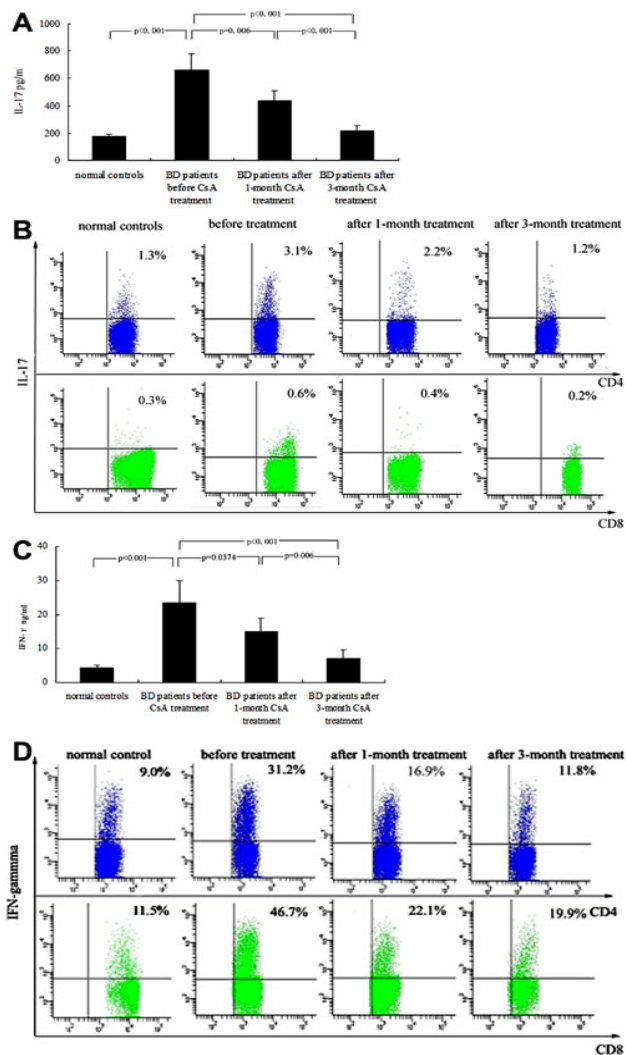 A
p<0.001
p<0.001 p=0.006 p<0.001
1000
800
600
400
200
0
IL-17 pg/m
normal controls BD patients before CsA treatment BD patients after 1-month CsA treatment BD patients after 3-month CsA treatment
B
normal controls before treatment after 1-month treatment after 3-month treatment
1.3% 3.1% 2.2% 1.2%
CD4
IL-17
0.3% 0.6% 0.4% 0.2%
CD8
C
p<0.001
p<0.001 p=0.0374 p=0.006
40
30
20
10
0
IFN-γ ng/ml
normal controls BD patients before CsA treatment BD patients after 1-month CsA treatment BD patients after 3-month CsA treatment
D
normal control before treatment after 1-month treatment after 3-month treatment
9.0% 31.2% 16.9% 11.8%
IFN-gammma
CD4
11.5% 46.7% 22.1% 19.9%
CD8